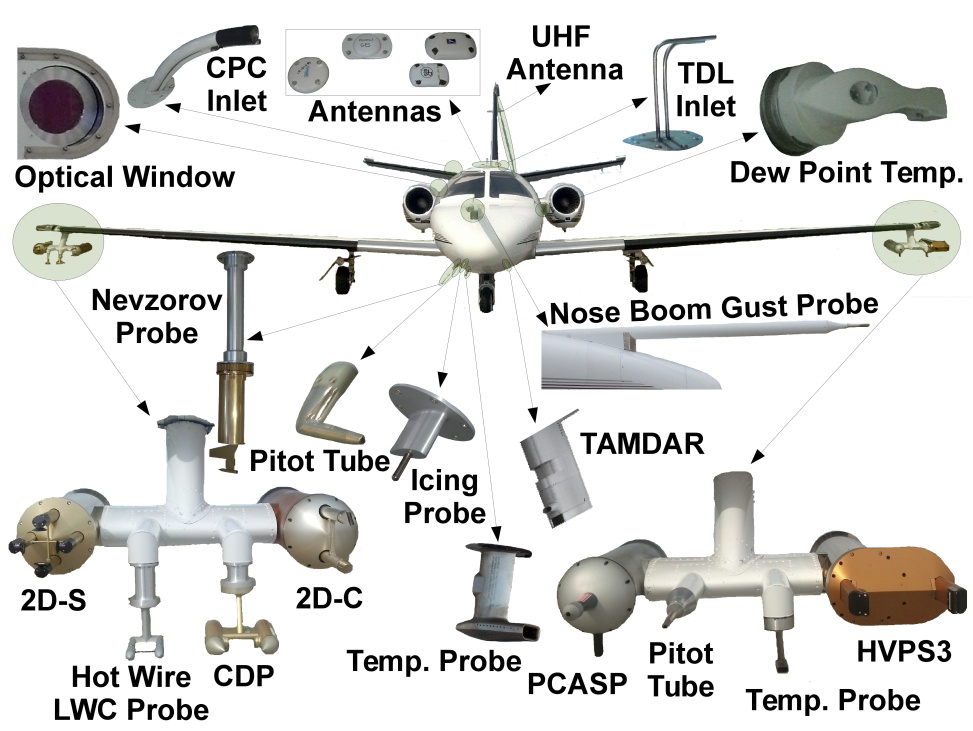 CPC
Inlet
Antennas
UHF
Antenna
TDL
Inlet
Optical Window
Dew Point Temp.
Nevzorov
Probe
Nose Boom Gust Probe
Pitot Tube
Icing
Probe
TAMDAR
2D-S
2D-C
Hot Wire
LWC Probe
CDP
Temp. Probe
PCASP
Pitot
Tube
Temp. Probe
HVPS3